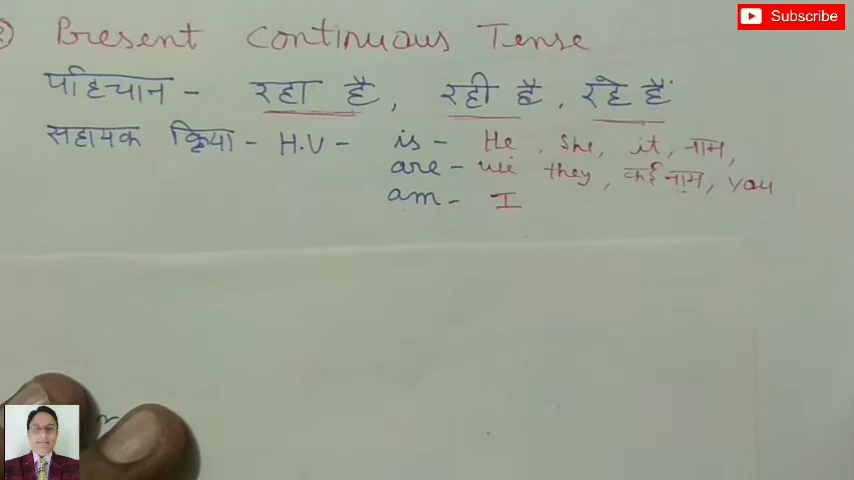 Subscribe
Present Continuous Tense
पहिचान - रहा है, रही है, रहे हैं
सहायक क्रिया - H.V - is - He, She, it, नाम,
are - we they, कई नाम, you
am - I